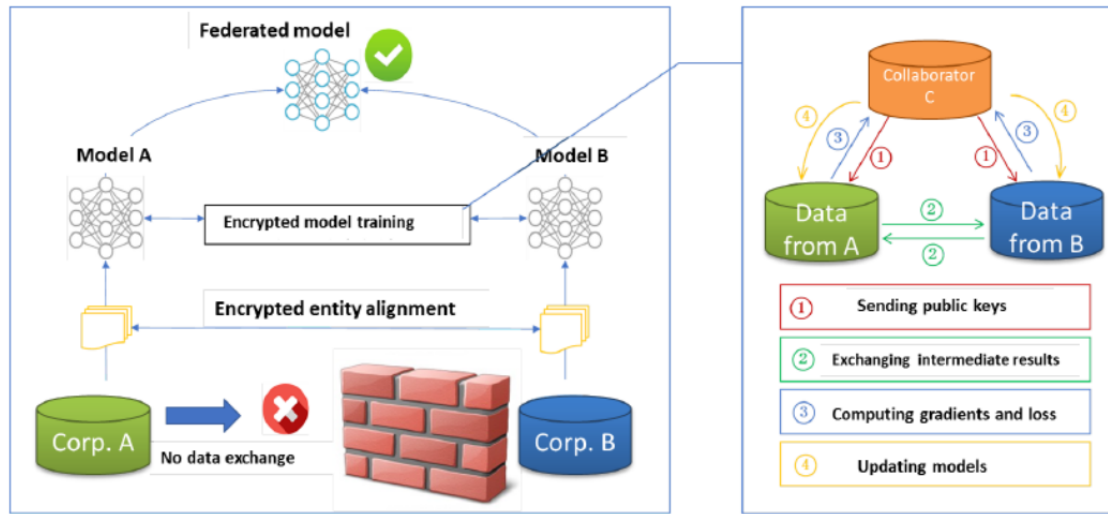 Federated model
Model A
Model B
Encrypted model training
Encrypted entity alignment
Corp. A
No data exchange
Corp. B
Collaborator
C
④
③
①
①
③
④
Data
from A
②
②
Data
from B
① Sending public keys
② Exchanging intermediate results
③ Computing gradients and loss
④ Updating models